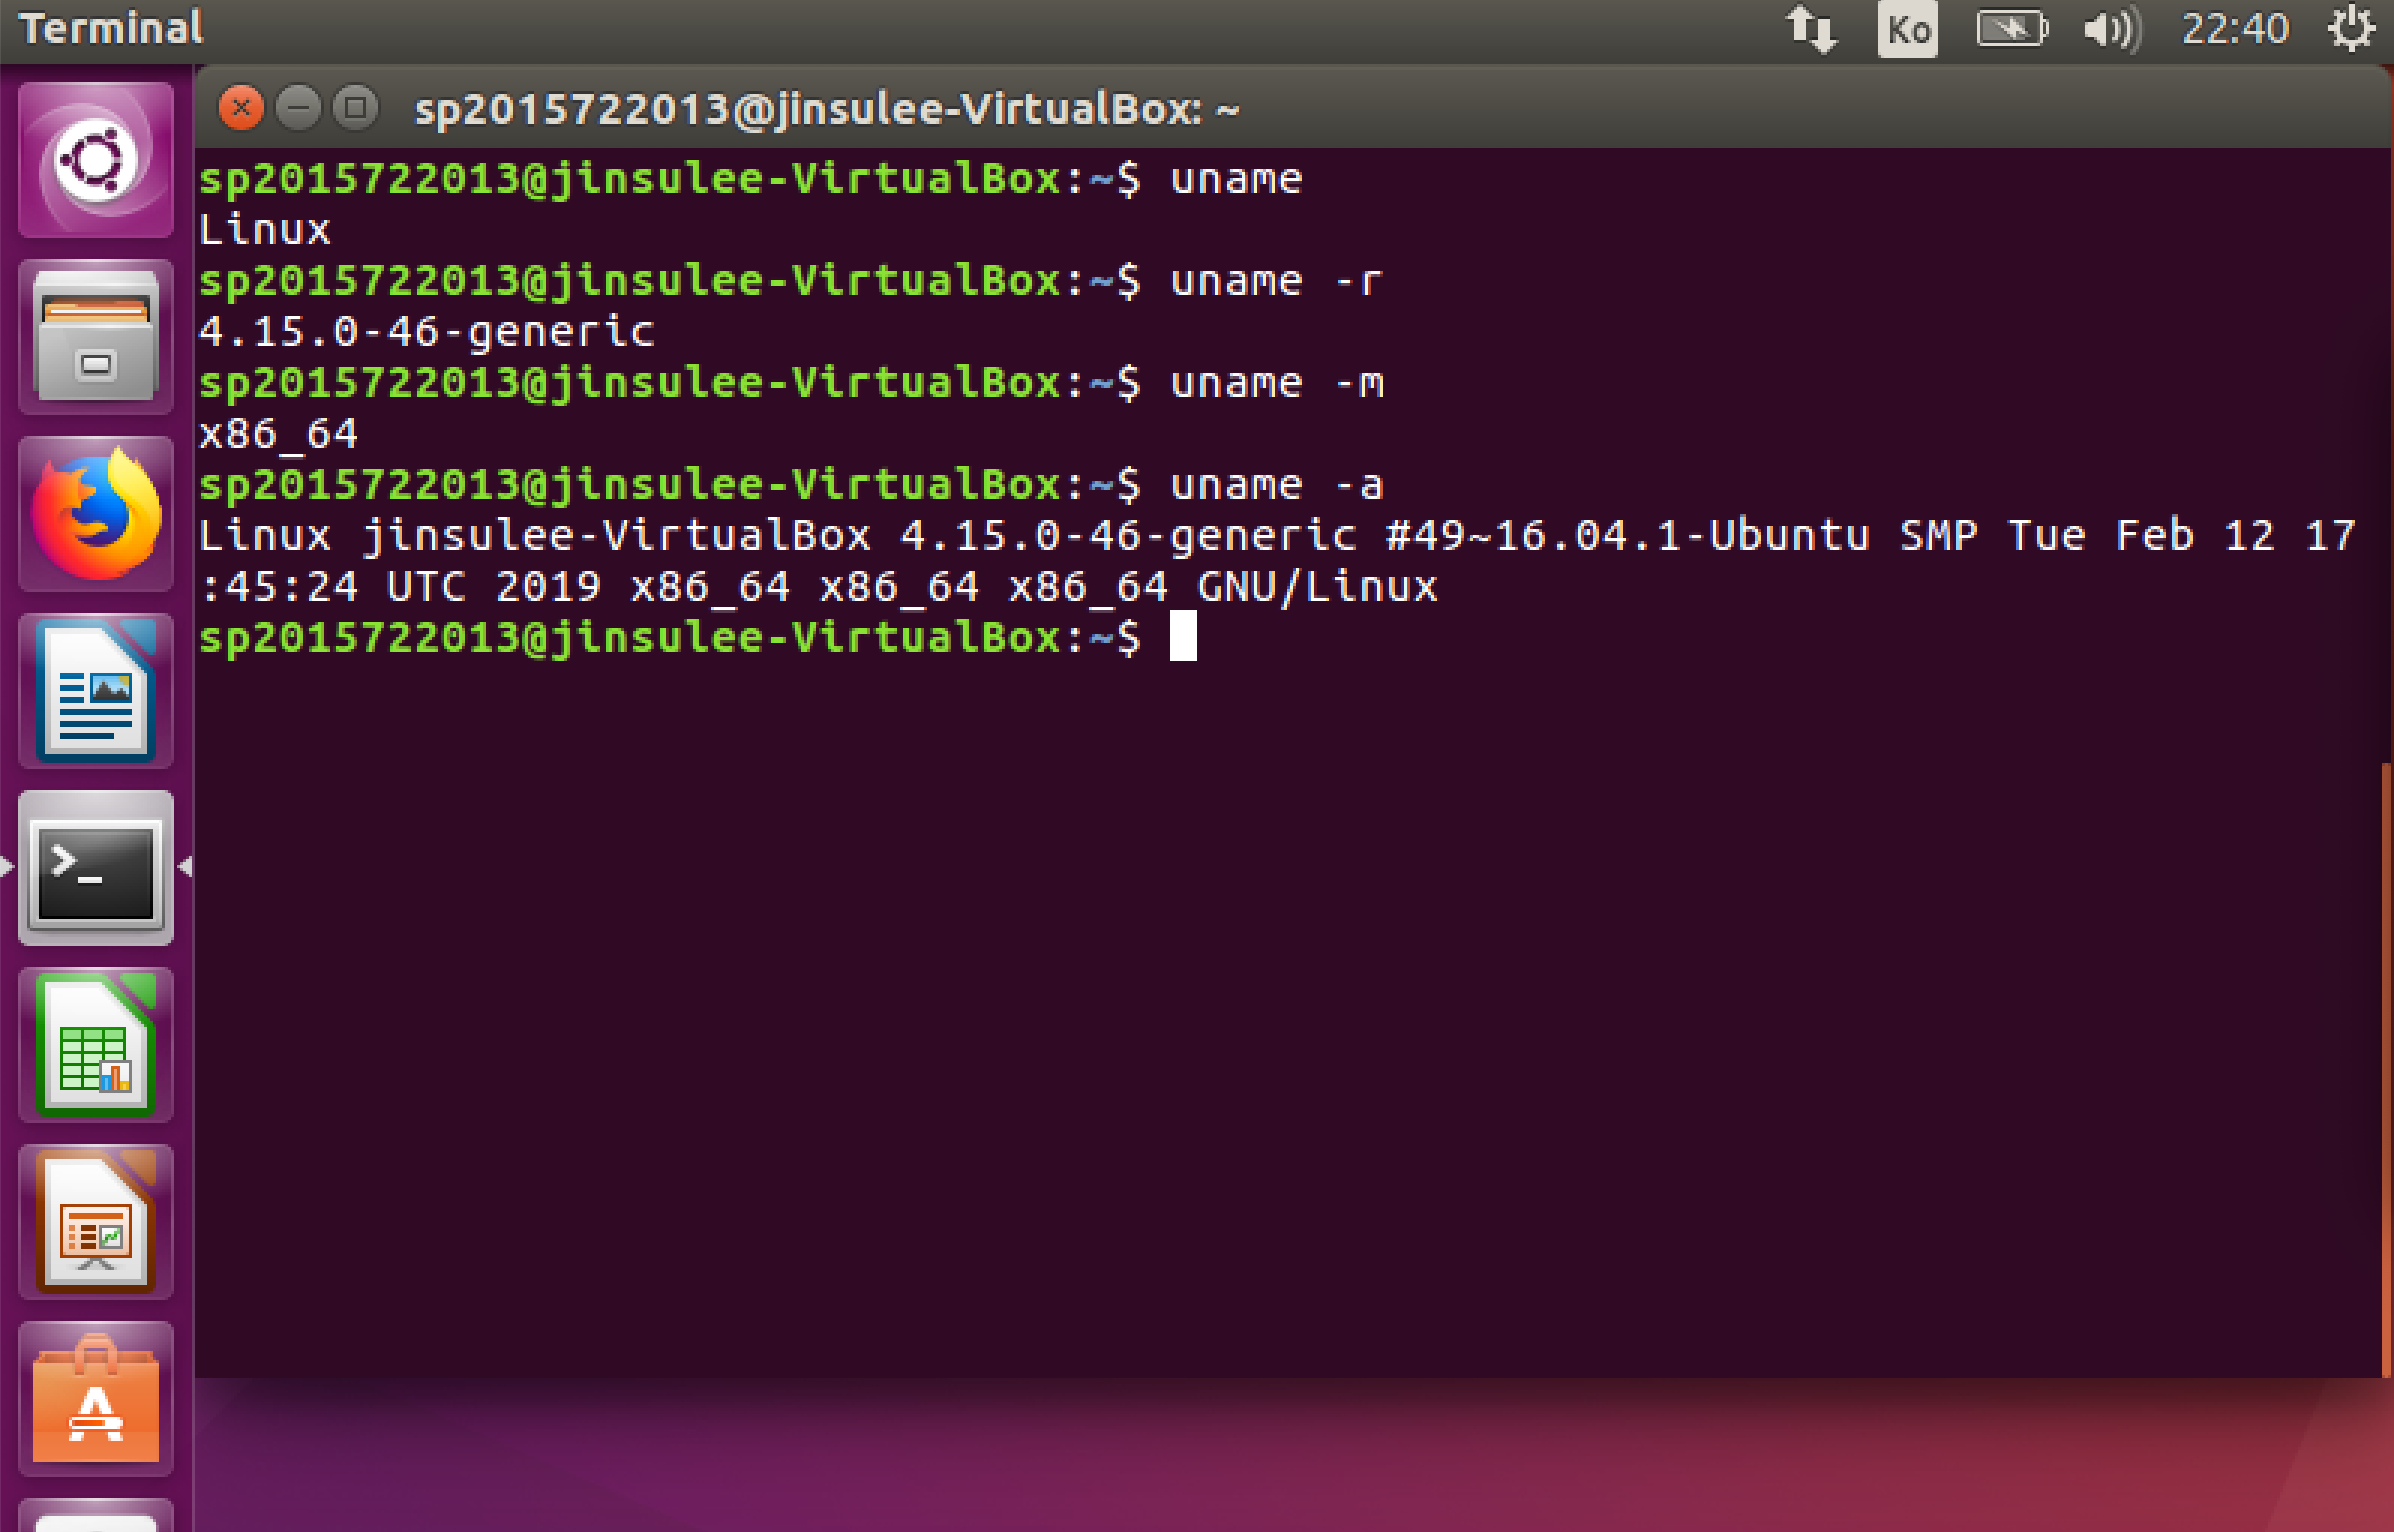 Terminal
Ko
22:40
sp2015722013@jinsulee-VirtualBox: ~
sp2015722013@jinsulee-VirtualBox:~$ uname
Linux
sp2015722013@jinsulee-VirtualBox:~$ uname -r
4.15.0-46-generic
sp2015722013@jinsulee-VirtualBox:~$ uname -m
x86_64
sp2015722013@jinsulee-VirtualBox:~$ uname -a
Linux jinsulee-VirtualBox 4.15.0-46-generic #49~16.04.1-Ubuntu SMP Tue Feb 12 17
:45:24 UTC 2019 x86_64 x86_64 x86_64 GNU/Linux
sp2015722013@jinsulee-VirtualBox:~$